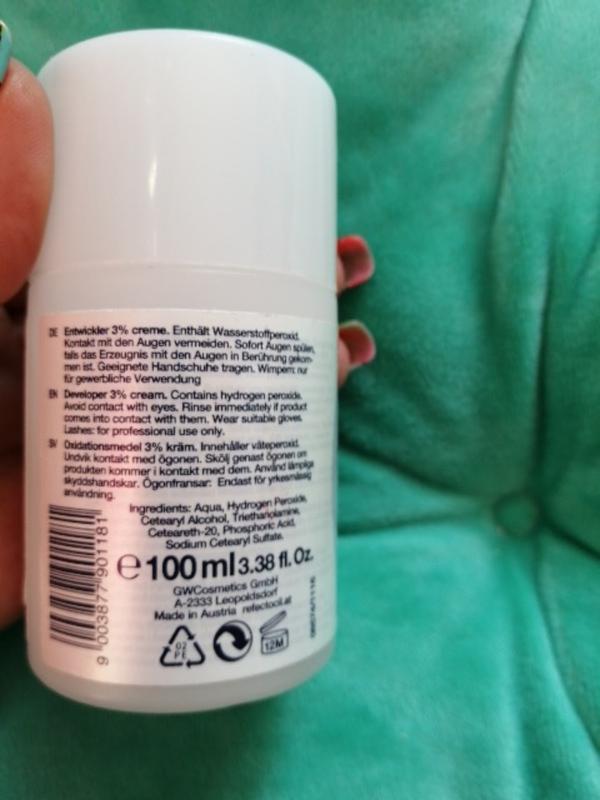 DE Entwickler 3% creme. Enthält Wasserstoffperoxid.
Kontakt mit den Augen vermeiden. Sofort Augen spülen,
falls das Erzeugnis mit den Augen in Berührung gekom-
men ist. Geeignete Handschuhe tragen. Wimpern: nur
für gewerbliche Verwendung
EN Developer 3% cream. Contains hydrogen peroxide.
Avoid contact with eyes. Rinse immediately if product
comes into contact with them. Wear suitable gloves.
Lashes: for professional use only.
SV Oxidationsmedel 3% kräm. Innehåller väteperoxid.
Undvik kontakt med ögonen. Skölj genast ögonen om
produkten kommer i kontakt med dem. Använd lämpliga
skyddshandskar. Ögonfransar: Endast för yrkesmässig
användning.
Ingredients: Aqua, Hydrogen Peroxide,
Cetearyl Alcohol, Triethanolamine,
Ceteareth-20, Phosphoric Acid,
Sodium Cetearyl Sulfate.
℮ 100 ml 3.38 fl. Oz.
GWCosmetics GmbH
A-2333 Leopoldsdorf
Made in Austria refectocil.at
02
PE
12M
9 003877 901181